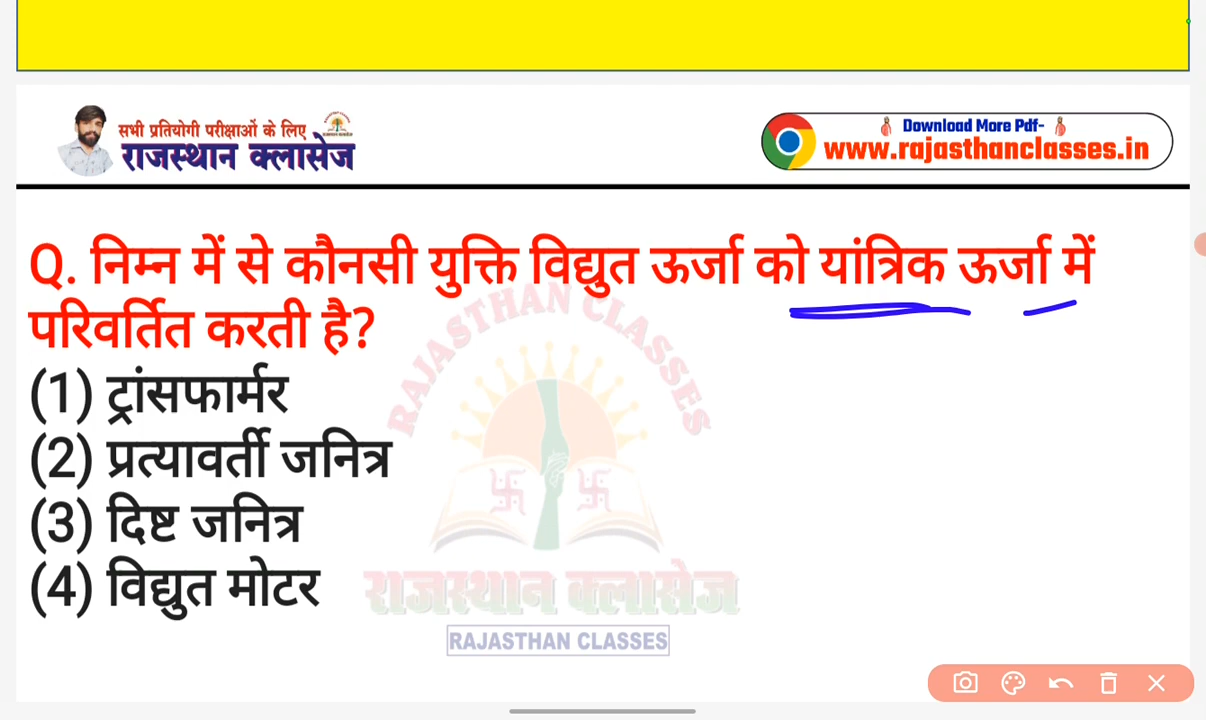 सभी प्रतियोगी परीक्षाओं के लिए
राजस्थान क्लासेज
Download More Pdf-
www.rajasthanclasses.in
Q. निम्न में से कौनसी युक्ति विद्युत ऊर्जा को यांत्रिक ऊर्जा में
परिवर्तित करती है?
(1) ट्रांसफार्मर
(2) प्रत्यावर्ती जनित्र
(3) दिष्ट जनित्र
(4) विद्युत मोटर
RAJASTHAN CLASSES
राजस्थान क्लासेज
RAJASTHAN CLASSES